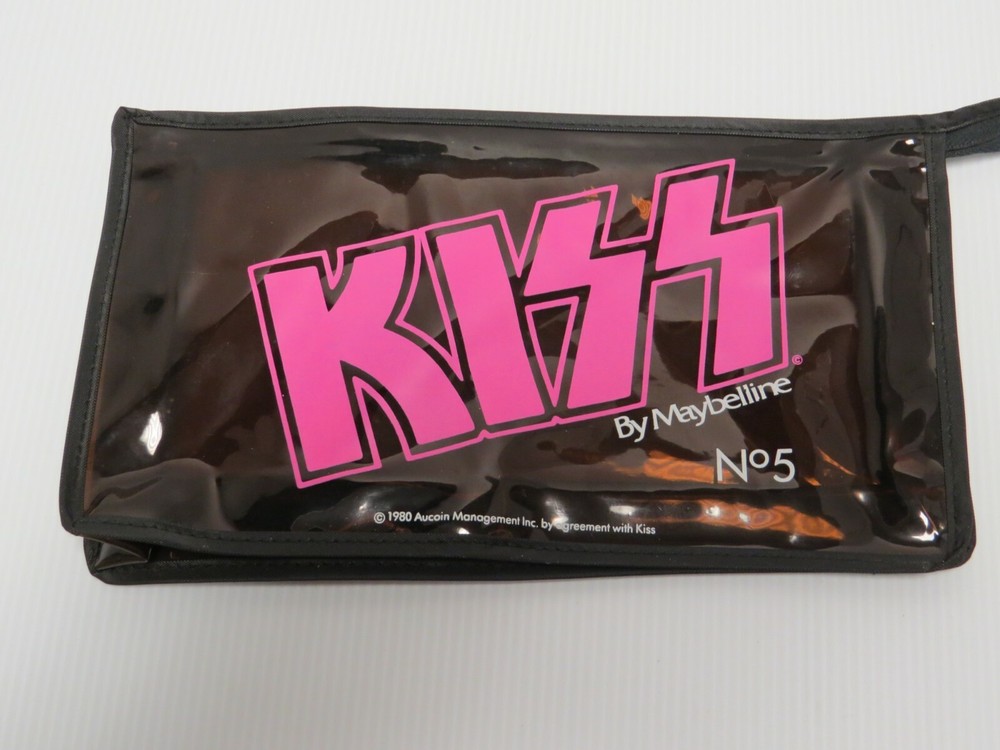 KISS
©
By Maybelline
Nº5
© 1980 Aucoin Management Inc. by agreement with Kiss